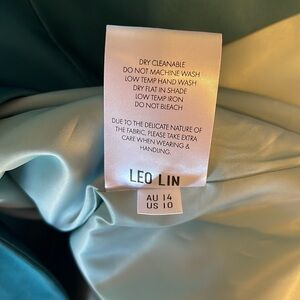 DRY CLEANABLE
DO NOT MACHINE WASH
LOW TEMP HAND WASH
DRY FLAT IN SHADE
LOW TEMP IRON
DO NOT BLEACH
DUE TO THE DELICATE NATURE OF
THE FABRIC, PLEASE TAKE EXTRA
CARE WHEN WEARING &
HANDLING.
LEO LIN
AU 14
US 10